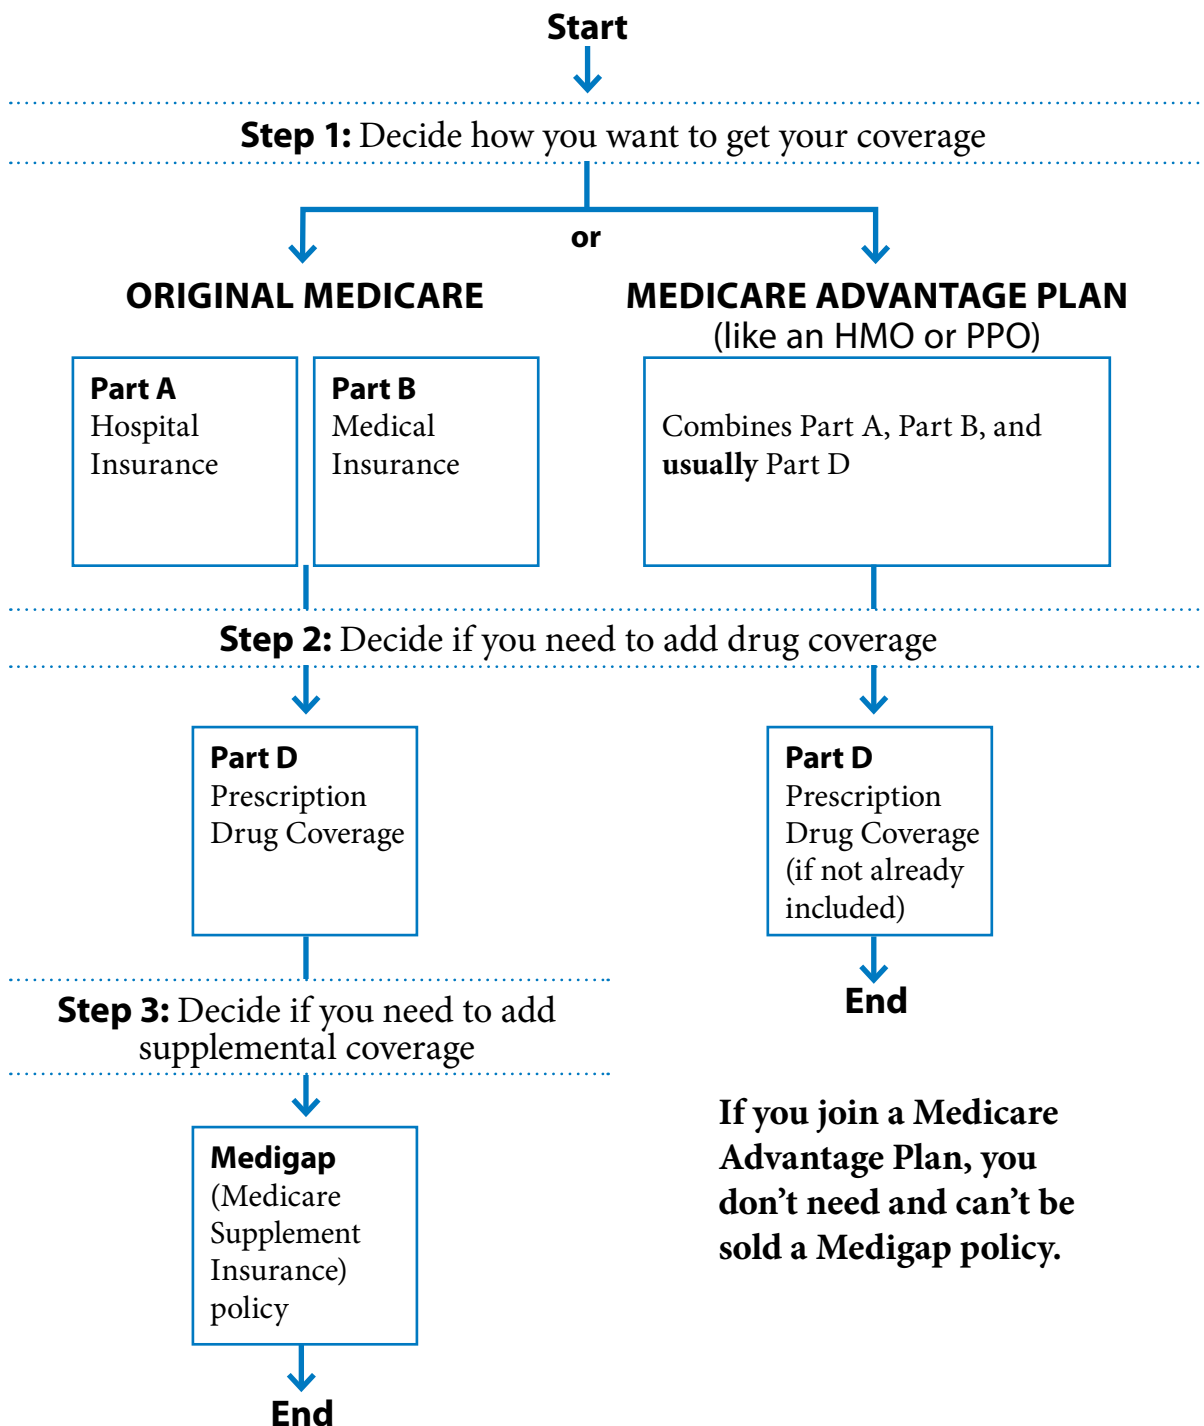 Start
Step 1: Decide how you want to get your coverage
or
ORIGINAL MEDICARE
Part A
Hospital
Insurance
Part B
Medical
Insurance
MEDICARE ADVANTAGE PLAN
(like an HMO or PPO)
Combines Part A, Part B, and
usually Part D
Step 2: Decide if you need to add drug coverage
Part D
Prescription
Drug Coverage
Part D
Prescription
Drug Coverage
(if not already
included)
End
Step 3: Decide if you need to add
supplemental coverage
Medigap
(Medicare
Supplement
Insurance)
policy
End
If you join a Medicare
Advantage Plan, you
don’t need and can’t be
sold a Medigap policy.